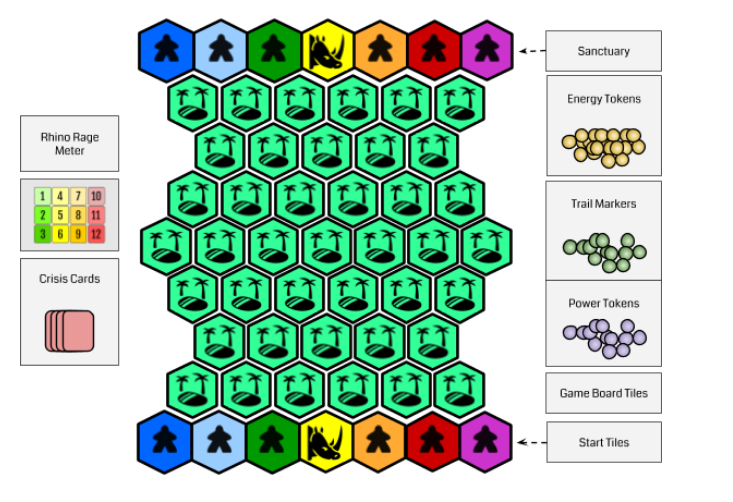 Sanctuary
Energy Tokens
Rhino Rage
Meter
1 4 7 10
2 5 8 11
3 6 9 12
Trail Markers
Crisis Cards
Power Tokens
Game Board Tiles
Start Tiles